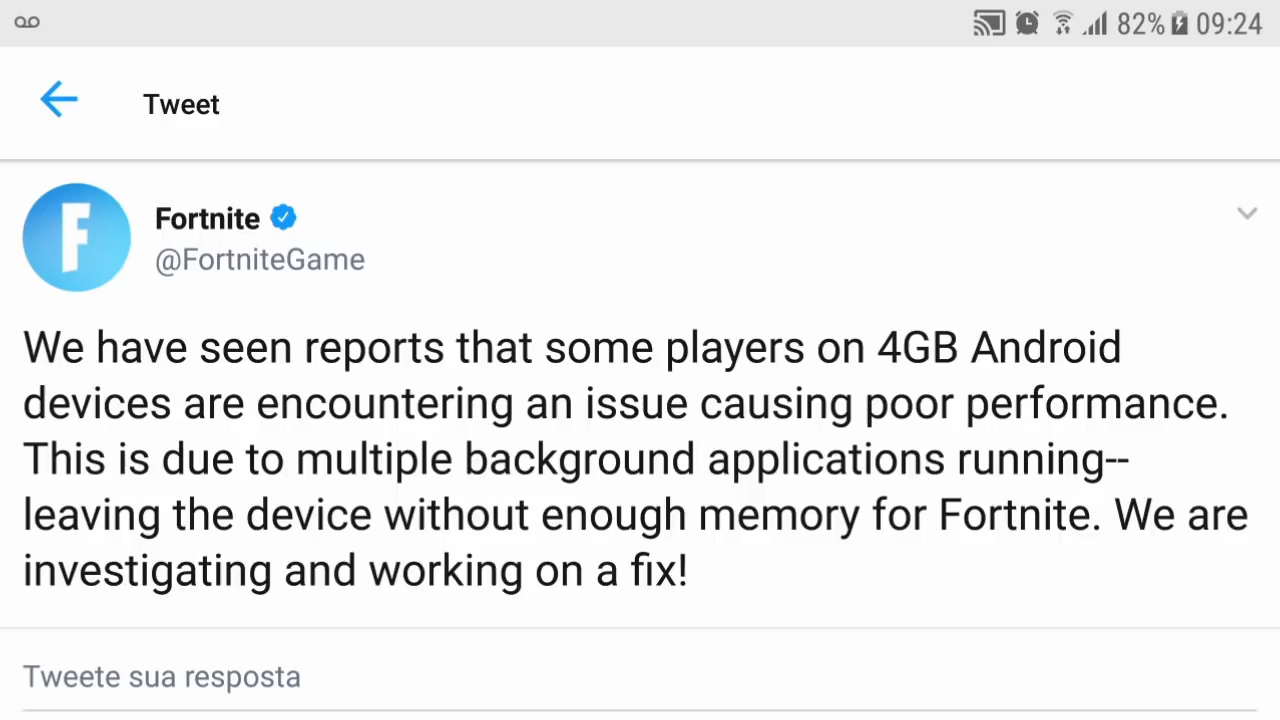 82% 09:24
Tweet
F
Fortnite
@FortniteGame
We have seen reports that some players on 4GB Android
devices are encountering an issue causing poor performance.
This is due to multiple background applications running--
leaving the device without enough memory for Fortnite. We are
investigating and working on a fix!
Tweete sua resposta